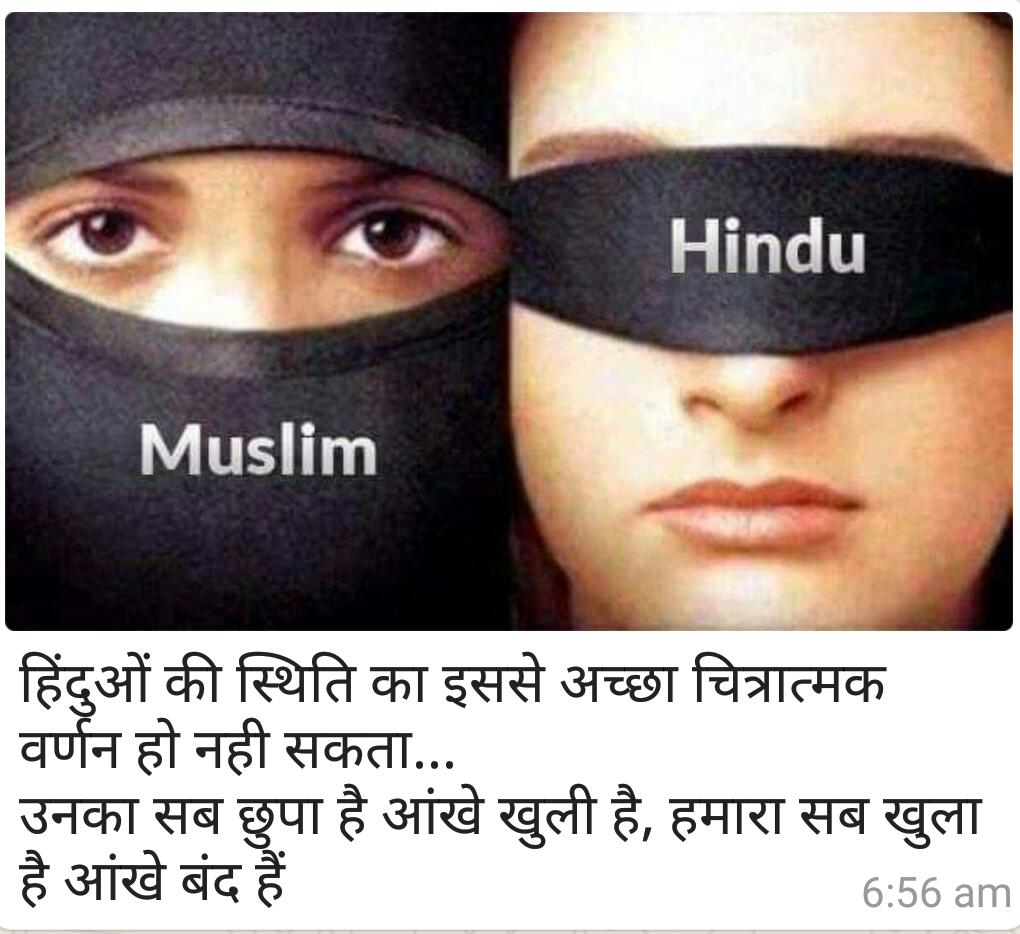 Muslim
Hindu
हिंदुओं की स्थिति का इससे अच्छा चित्रात्मक
वर्णन हो नही सकता...
उनका सब छुपा है आंखे खुली है, हमारा सब खुला
है आंखे बंद हैं
6:56 am